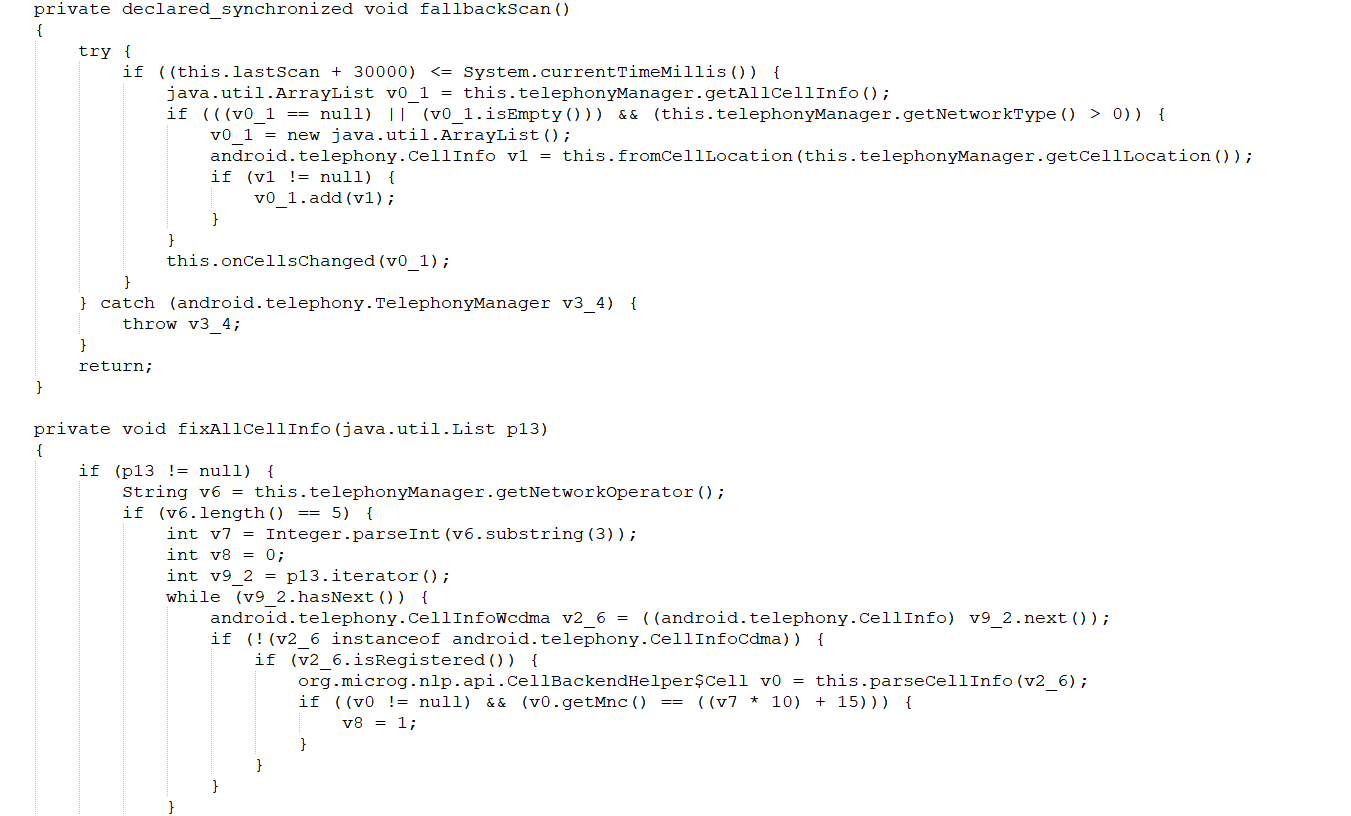 private declared_synchronized void fallbackScan()
{
try {
if ((this.lastScan + 30000) <= System.currentTimeMillis()) {
java.util.ArrayList v0_1 = this.telephonyManager.getAllCellInfo();
if (((v0_1 == null) || (v0_1.isEmpty())) && (this.telephonyManager.getNetworkType() > 0)) {
v0_1 = new java.util.ArrayList();
android.telephony.CellInfo v1 = this.fromCellLocation(this.telephonyManager.getCellLocation());
if (v1 != null) {
v0_1.add(v1);
}
}
this.onCellsChanged(v0_1);
}
} catch (android.telephony.TelephonyManager v3_4) {
throw v3_4;
}
return;
}
private void fixAllCellInfo(java.util.List p13)
{
if (p13 != null) {
String v6 = this.telephonyManager.getNetworkOperator();
if (v6.length() == 5) {
int v7 = Integer.parseInt(v6.substring(3));
int v8 = 0;
int v9_2 = p13.iterator();
while (v9_2.hasNext()) {
android.telephony.CellInfoWcdma v2_6 = ((android.telephony.CellInfo) v9_2.next());
if (!(v2_6 instanceof android.telephony.CellInfoCdma)) {
if (v2_6.isRegistered()) {
org.microg.nlp.api.CellBackendHelper$Cell v0 = this.parseCellInfo(v2_6);
if ((v0 != null) && (v0.getMnc() == ((v7 * 10) + 15))) {
v8 = 1;
}
}
}
}